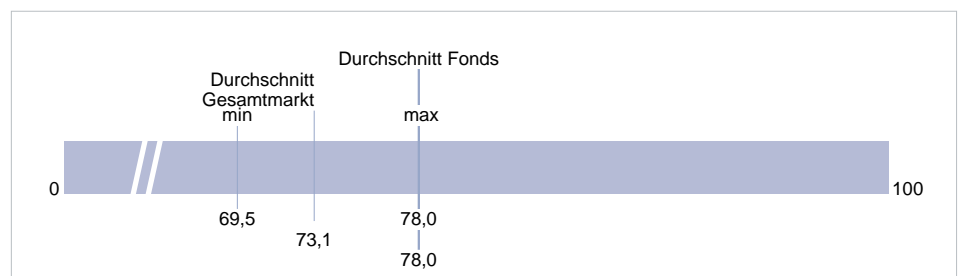 Durchschnitt Fonds
Durchschnitt
Gesamtmarkt
min
max
0
100
69,5
78,0
73,1
78,0